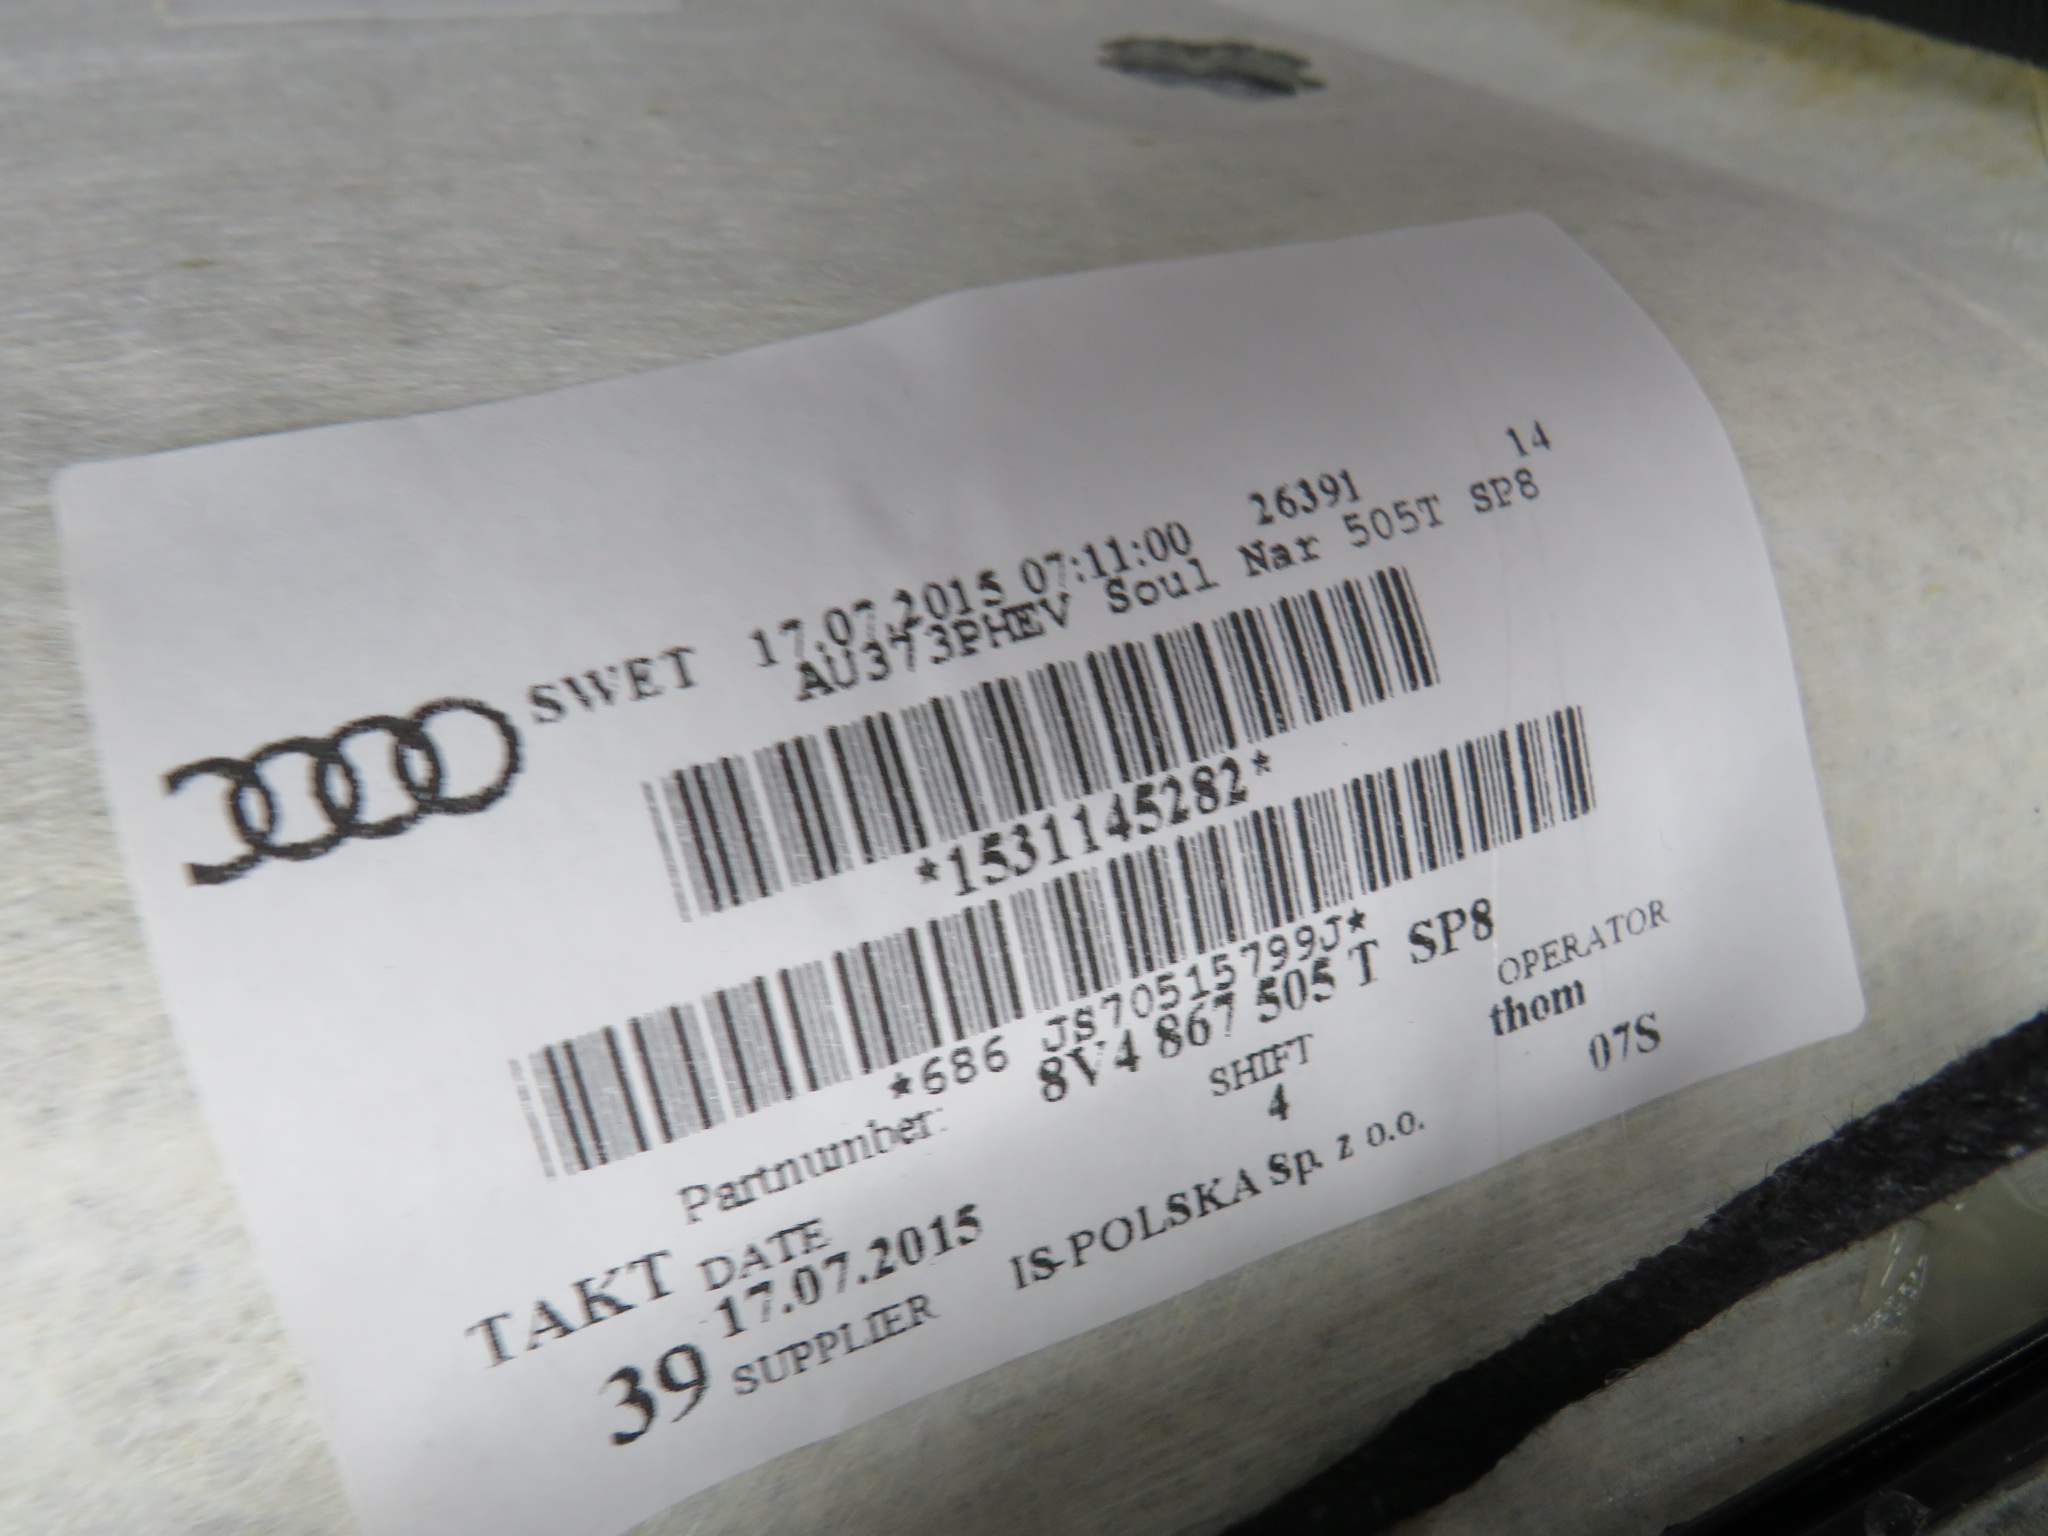 SWET 17.07.2015 07:11:00 26391 14
AU373PHEV Soul Nar 505T SP8
*1531145282*
*686 JS70515799J*
Partnumber: 8V4 867 505 T SP8
TAKT DATE SHIFT OPERATOR
39 17.07.2015 4 thom
SUPPLIER IS-POLSKA Sp. z o.o. 07S